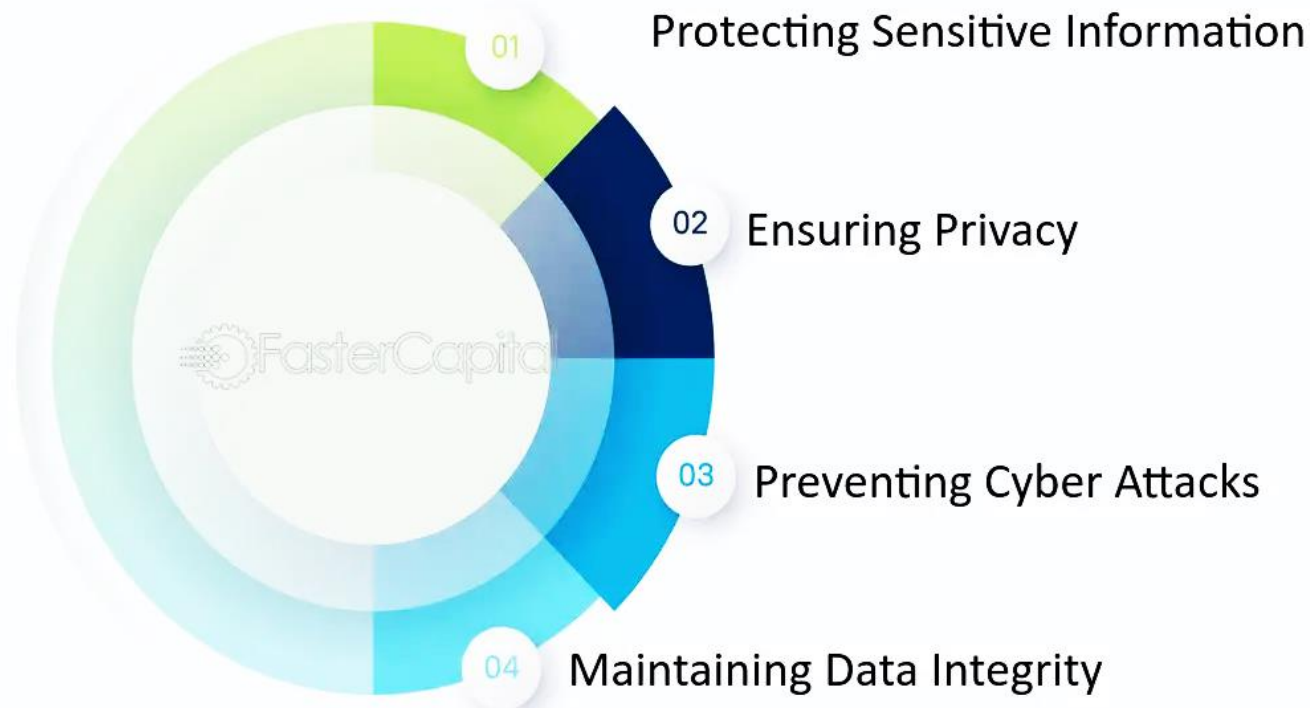 01
Protecting Sensitive Information
02
Ensuring Privacy
FasterCapital
03
Preventing Cyber Attacks
04
Maintaining Data Integrity